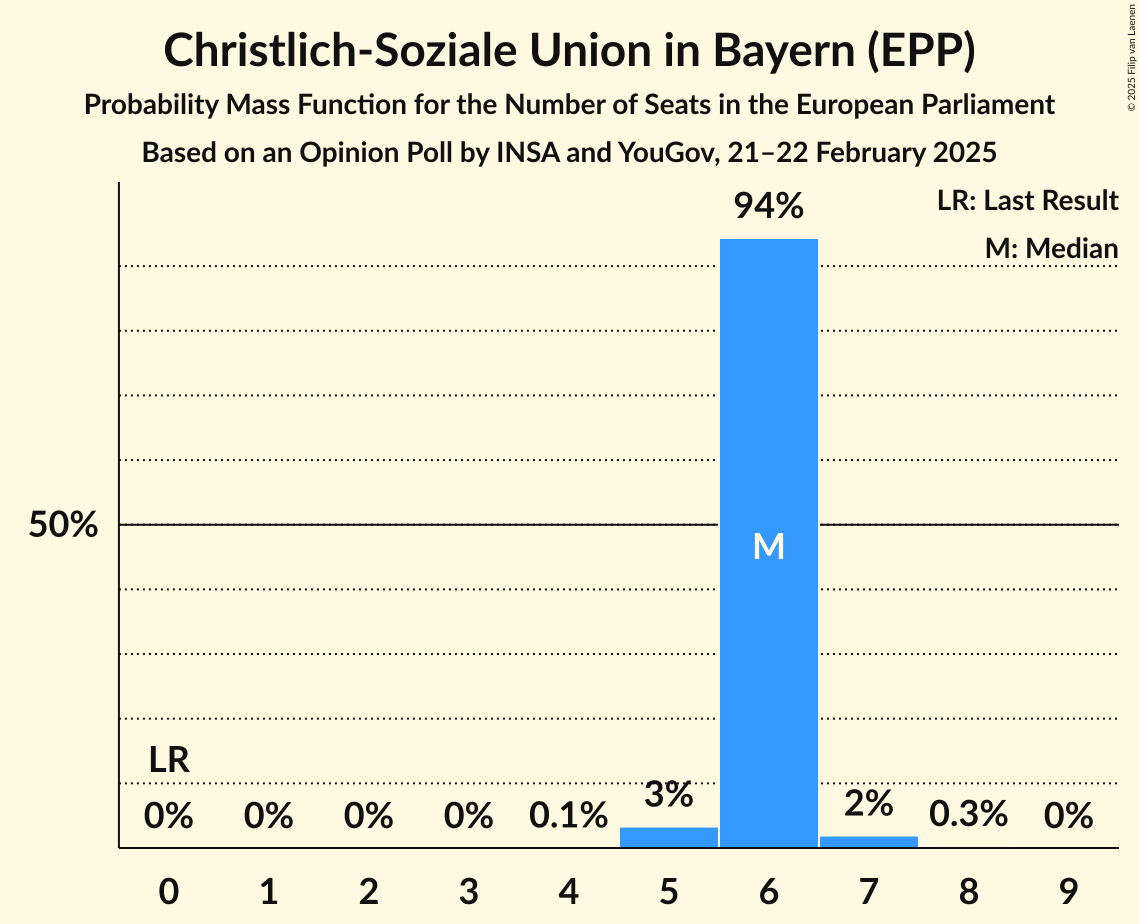 Christlich-Soziale Union in Bayern (EPP)
Probability Mass Function for the Number of Seats in the European Parliament
Based on an Opinion Poll by INSA and YouGov, 21–22 February 2025
© 2025 Filip van Laenen
LR: Last Result
M: Median
94%
50%
M
LR
0% 0% 0% 0% 0.1% 3% 2% 0.3% 0%
0 1 2 3 4 5 6 7 8 9